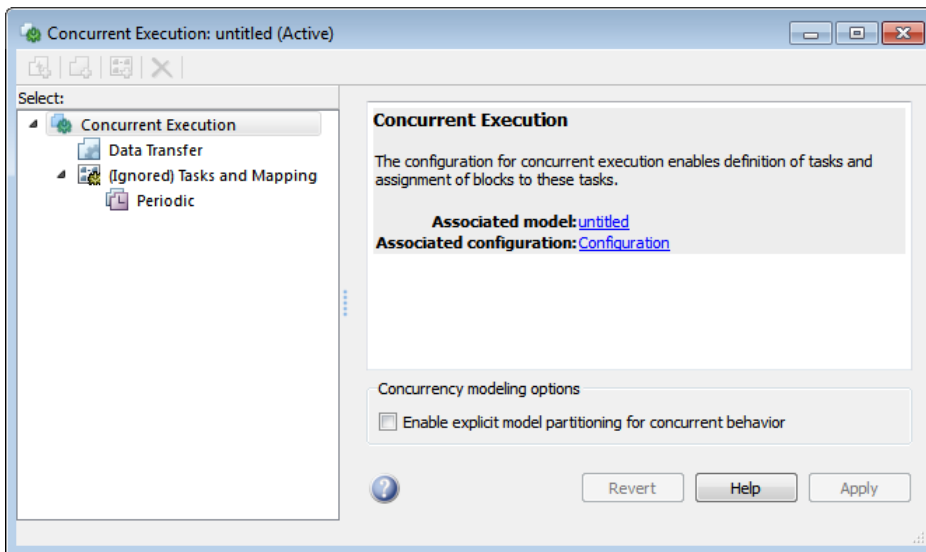 Concurrent Execution: untitled (Active)
Select:
Concurrent Execution
Data Transfer
(Ignored) Tasks and Mapping
Periodic
Concurrent Execution
The configuration for concurrent execution enables definition of tasks and
assignment of blocks to these tasks.
Associated model:untitled
Associated configuration:Configuration
Concurrency modeling options
Enable explicit model partitioning for concurrent behavior
Revert Help Apply